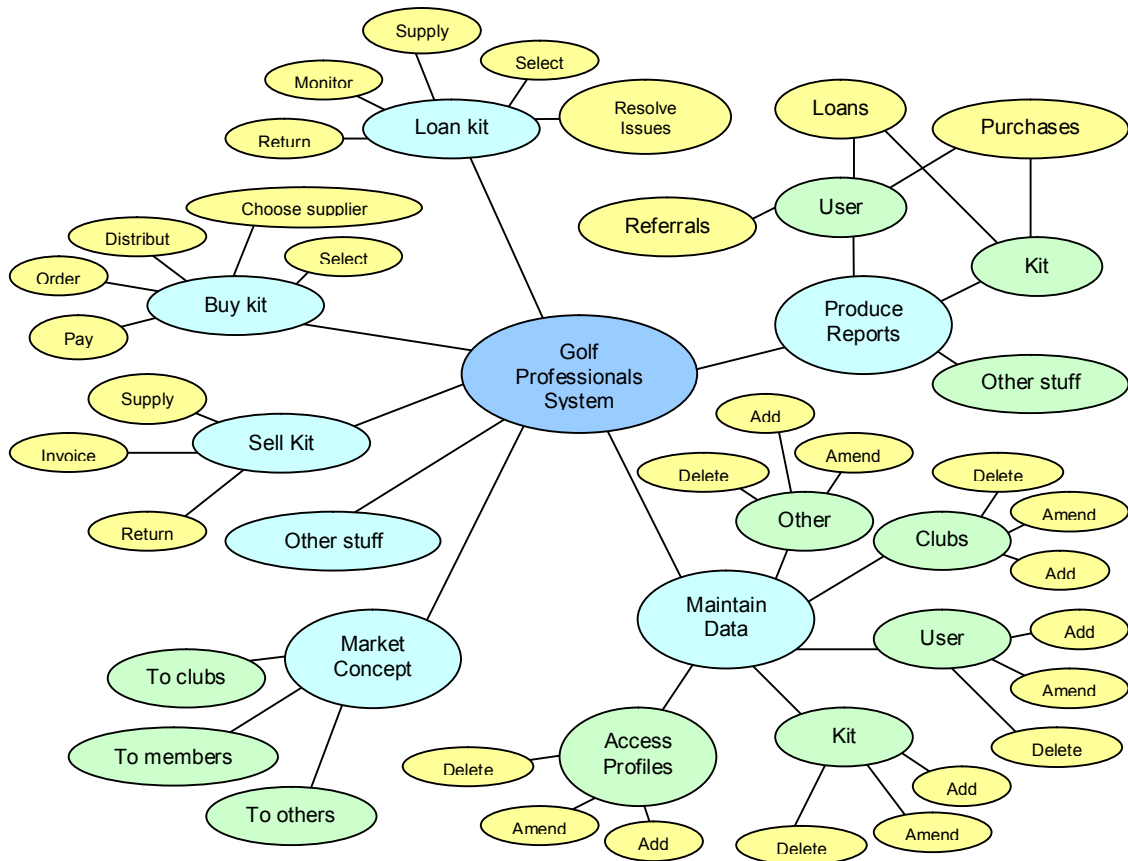 Supply
Select
Monitor
Return
Loan kit
Resolve
Issues
Loans
Purchases
User
Referrals
Kit
Choose supplier
Distribut
Select
Order
Buy kit
Pay
Produce
Reports
Other stuff
Golf
Professionals
System
Supply
Invoice
Sell Kit
Return
Other stuff
Add
Delete
Amend
Other
Delete
Amend
Clubs
Add
Maintain
Data
User
Add
Amend
Delete
Market
Concept
To clubs
To members
To others
Access
Profiles
Delete
Amend
Add
Kit
Add
Amend
Delete